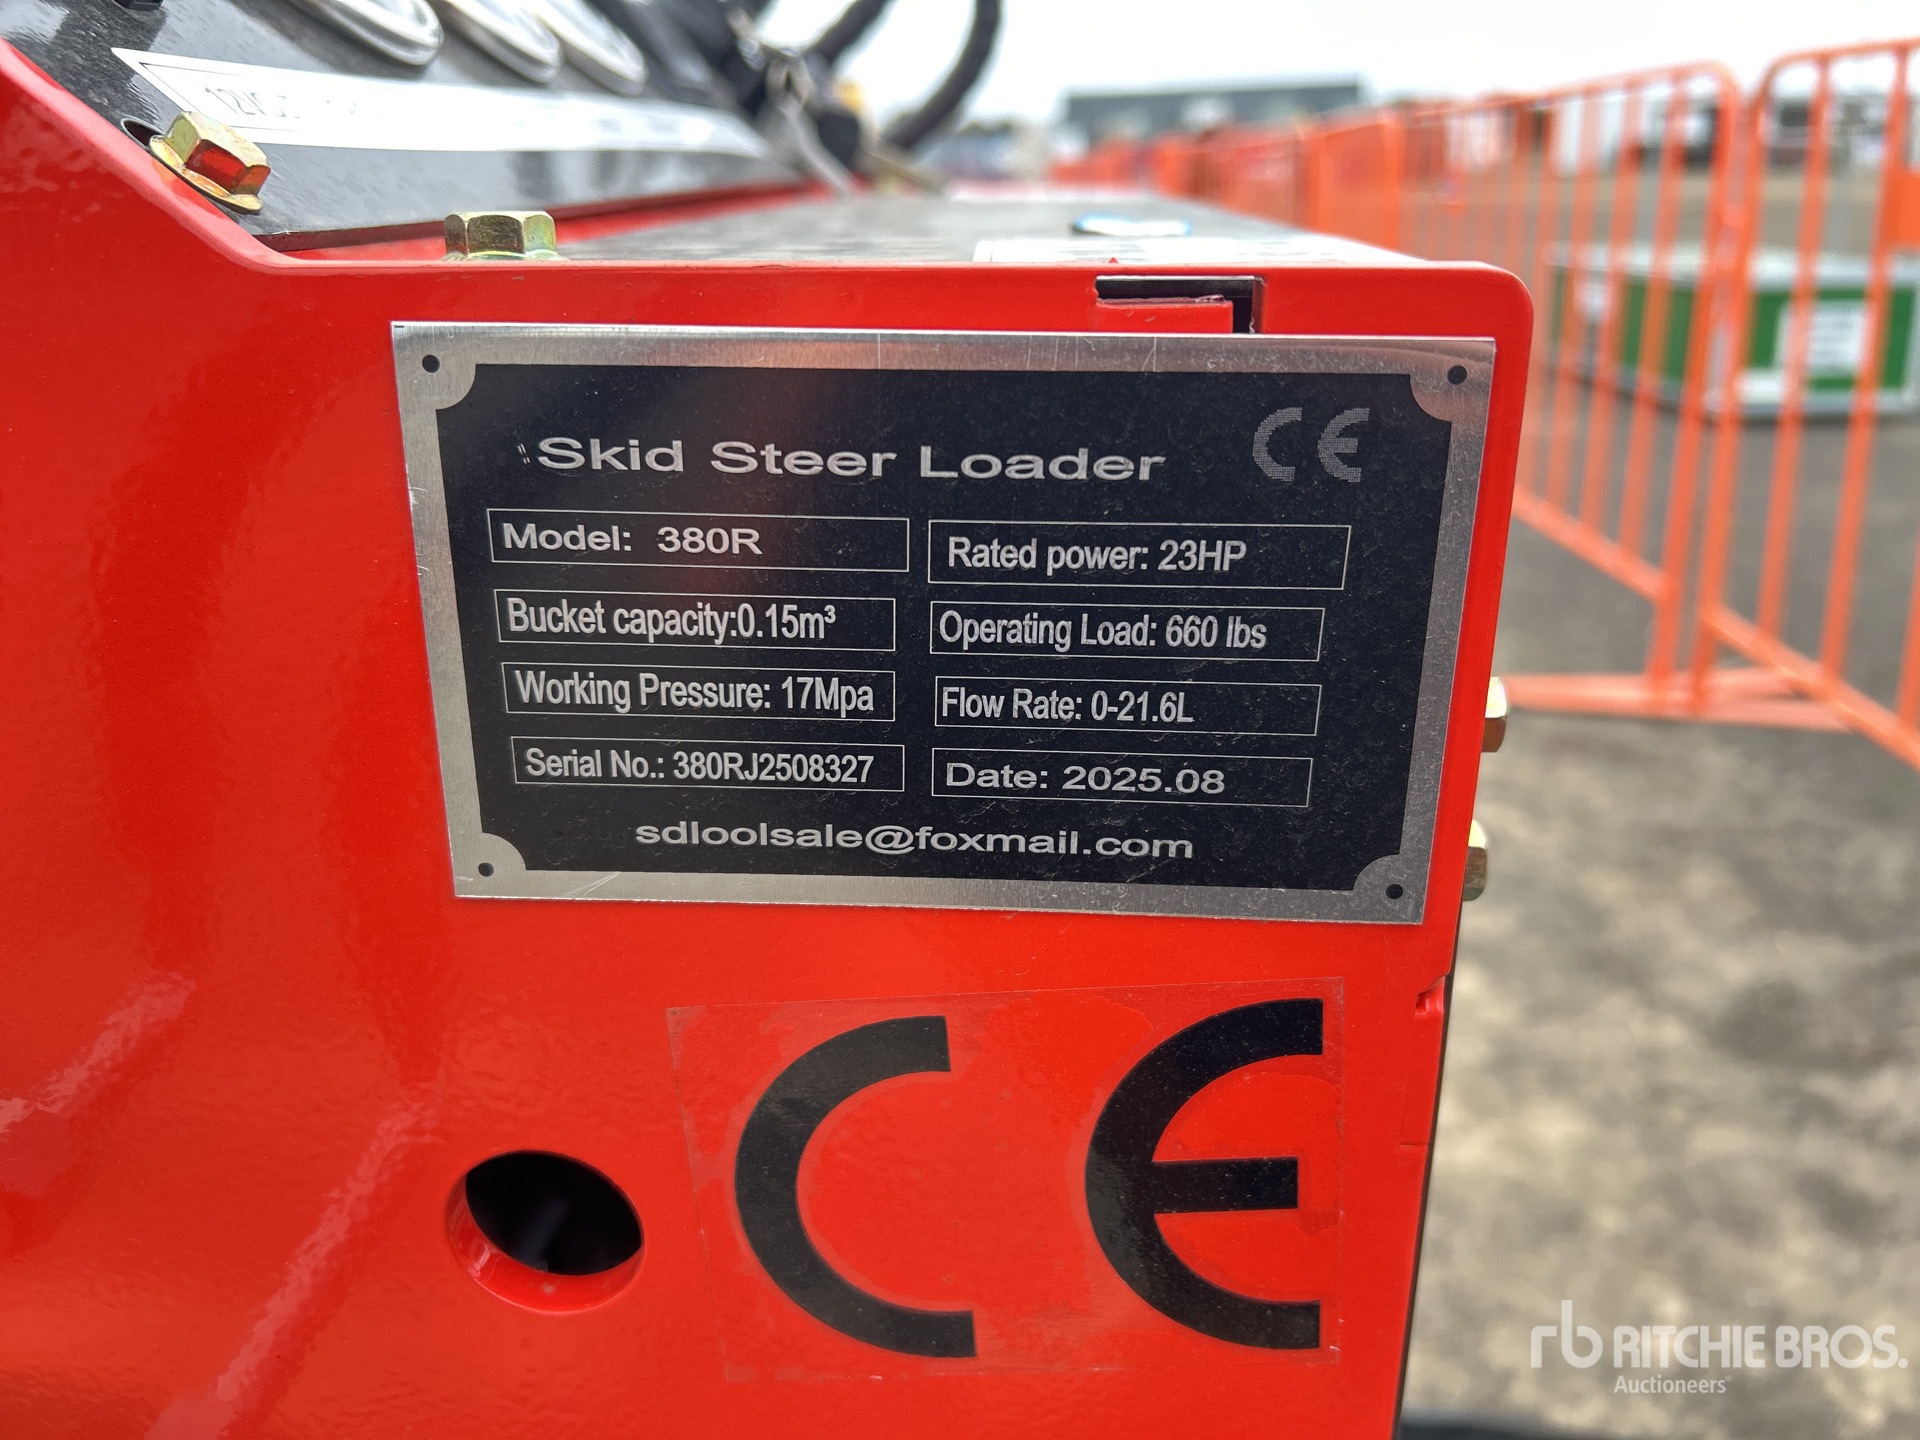 12VDC
Skid Steer Loader CE
Model: 380R
Rated power: 23HP
Bucket capacity:0.15m³
Operating Load: 660 lbs
Working Pressure: 17Mpa
Flow Rate: 0-21.6L
Serial No.: 380RJ2508327
Date: 2025.08
sdloolsale@foxmail.com
CE
rb RITCHIE BROS.
Auctioneers